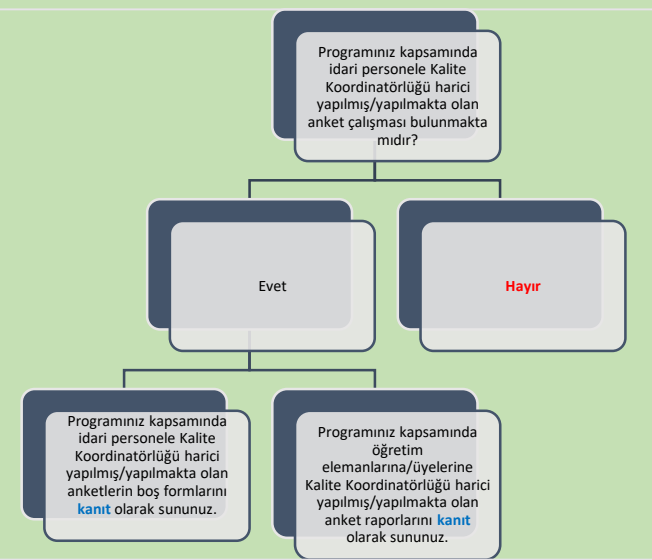 Programınız kapsamında
idari personele Kalite
Koordinatörlüğü harici
yapılmış/yapılmakta olan
anket çalışması bulunmakta
mıdır?
Evet
Hayır
Programınız kapsamında
idari personele Kalite
Koordinatörlüğü harici
yapılmış/yapılmakta olan
anketlerin boş formlarını
kanıt olarak sununuz.
Programınız kapsamında
öğretim
elemanlarına/üyelerine
Kalite Koordinatörlüğü harici
yapılmış/yapılmakta olan
anket raporlarını kanıt
olarak sununuz.